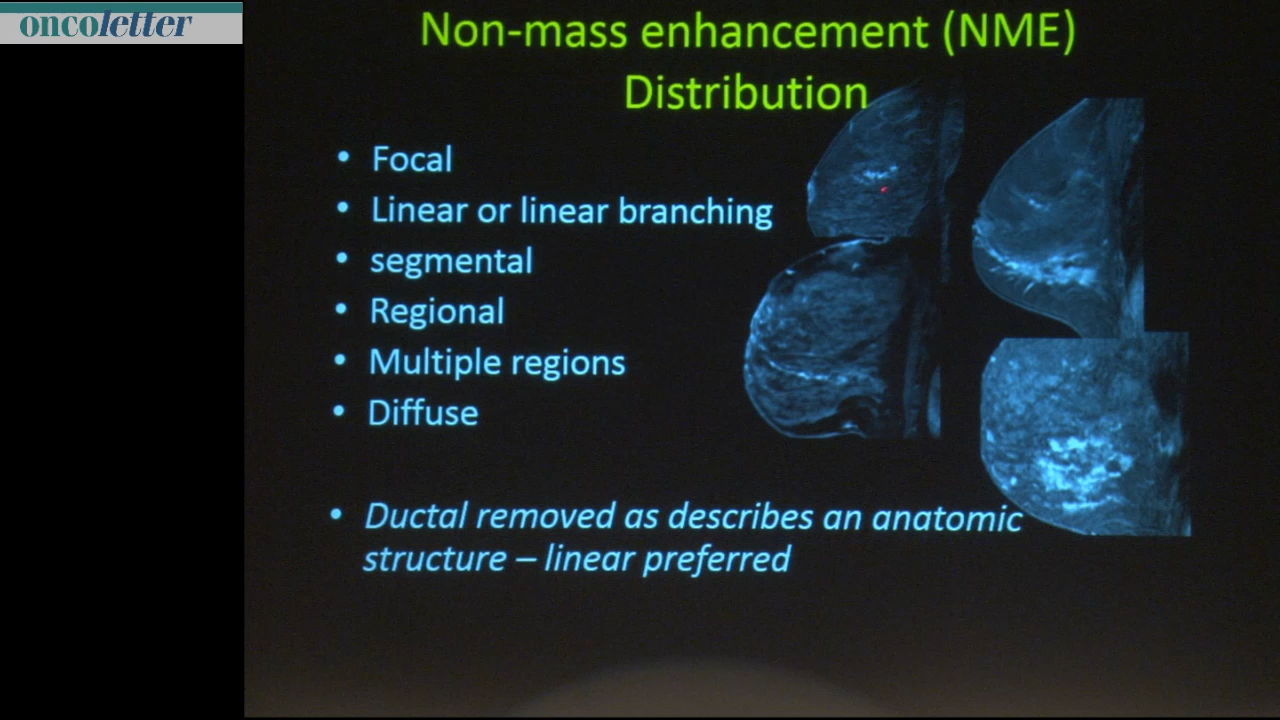 oncoletter
Non-mass enhancement (NME)
Distribution
• Focal
• Linear or linear branching
• segmental
• Regional
• Multiple regions
• Diffuse
• Ductal removed as describes an anatomic
structure – linear preferred